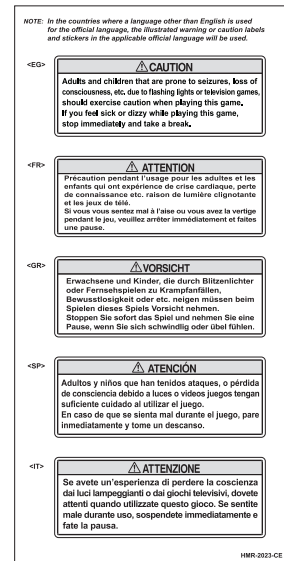 NOTE: In the countries where a language other than English is used
for the official language, the illustrated warning or caution labels
and stickers in the applicable official language will be used.
<EG>
⚠ CAUTION
Adults and children that are prone to seizures, loss of
consciousness, etc. due to flashing lights or television games,
should exercise caution when playing this game.
If you feel sick or dizzy while playing this game,
stop immediately and take a break.
<FR>
⚠ ATTENTION
Précaution pendant l'usage pour les adultes et les
enfants qui ont expérience de crise cardiaque, perte
de connaissance etc. raison de lumière clignotante
et les jeux de télé.
Si vous vous sentez mal à l'aise ou vous avez la vertige
pendant le jeu, veuillez arrêter immédiatement et faites
une pause.
<GR>
⚠ VORSICHT
Erwachsene und Kinder, die durch Blitzenlichter
oder Fernsehspielen zu Krampfanfällen,
Bewusstlosigkeit oder etc. neigen müssen beim
Spielen dieses Spiels Vorsicht nehmen.
Stoppen Sie sofort das Spiel und nehmen Sie eine
Pause, wenn Sie sich schwindlig oder übel fühlen.
<SP>
⚠ ATENCIÓN
Adultos y niños que han tenidos ataques, o pérdida
de consciencia debido a luces o videos juegos tengan
suficiente cuidado al utilizar el juego.
En caso de que se sienta mal durante el juego, pare
inmediatamente y tome un descanso.
<IT>
⚠ ATTENZIONE
Se avete un'esperienza di perdere la coscienza
dai luci lampeggianti o dai giochi televisivi, dovete
attenti quando utilizzate questo gioco. Se sentite
male durante uso, sospendete immediatamente e
fate la pausa.
HMR-2023-CE